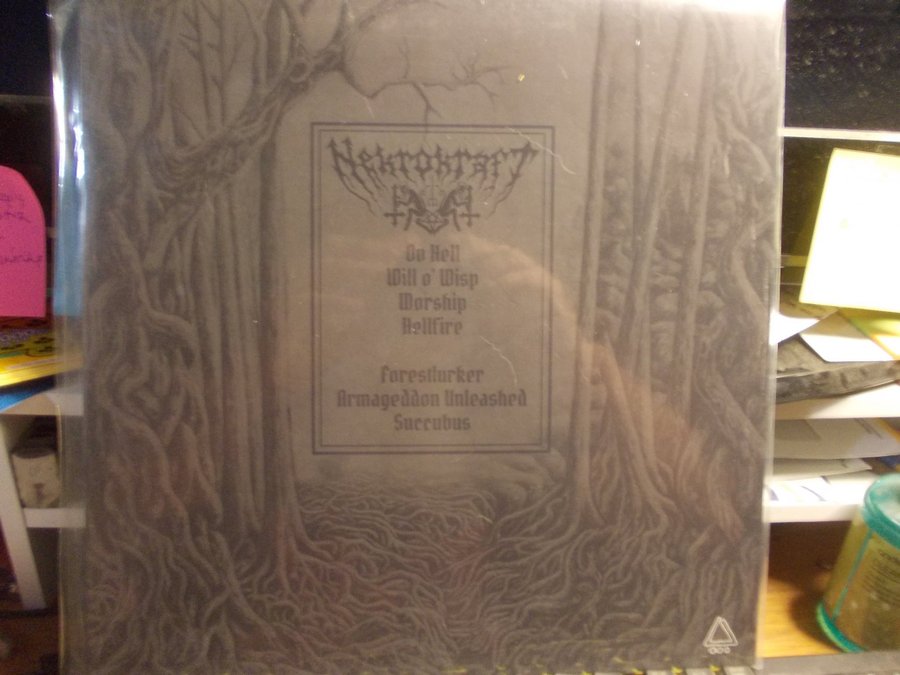 Nekrokraft
On Hell
Will o' Wisp
Worship
Hellfire
Forestlurker
Armageddon Unleashed
Succubus